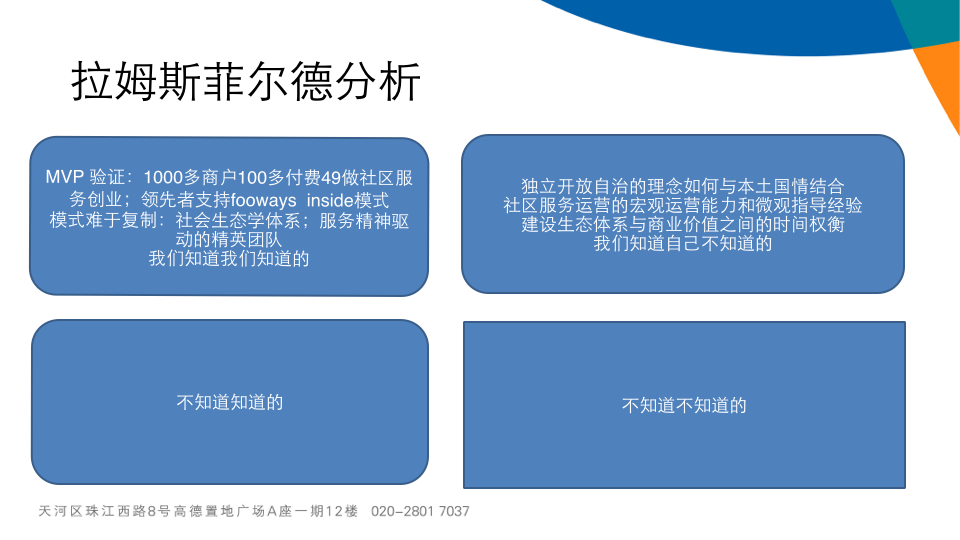 拉姆斯菲尔德分析
MVP 验证：1000多商户100多付费49做社区服
务创业；领先者支持fooways inside模式
模式难于复制：社会生态学体系；服务精神驱
动的精英团队
我们知道我们知道的
独立开放自治的理念如何与本土国情结合
社区服务运营的宏观运营能力和微观指导经验
建设生态体系与商业价值之间的时间权衡
我们知道自己不知道的
不知道知道的
不知道不知道的
天河区珠江西路8号高德置地广场A座一期12楼 020-2801 7037